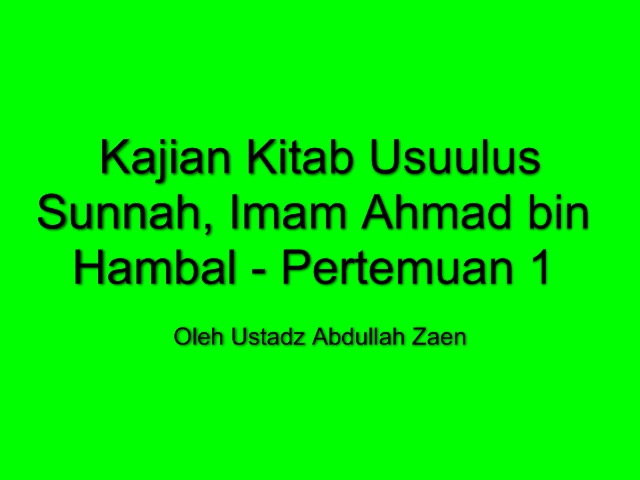 Kajian Kitab Usuulus
Sunnah, Imam Ahmad bin
Hambal - Pertemuan 1
Oleh Ustadz Abdullah Zaen